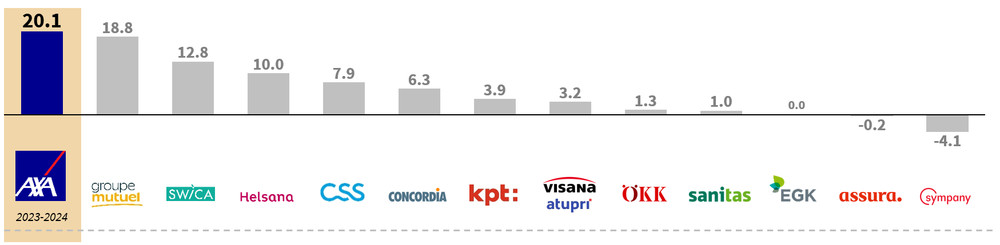 20.1
18.8
12.8
10.0
7.9
6.3
3.9
3.2
1.3
1.0
0.0
-0.2
-4.1
AXA
groupe
mutuel
SWICA
Helsana
CSS
CONCORDIA
kpt:
VISANA
atupri
ÖKK
sanitas
EGK
assura.
sympany
2023-2024